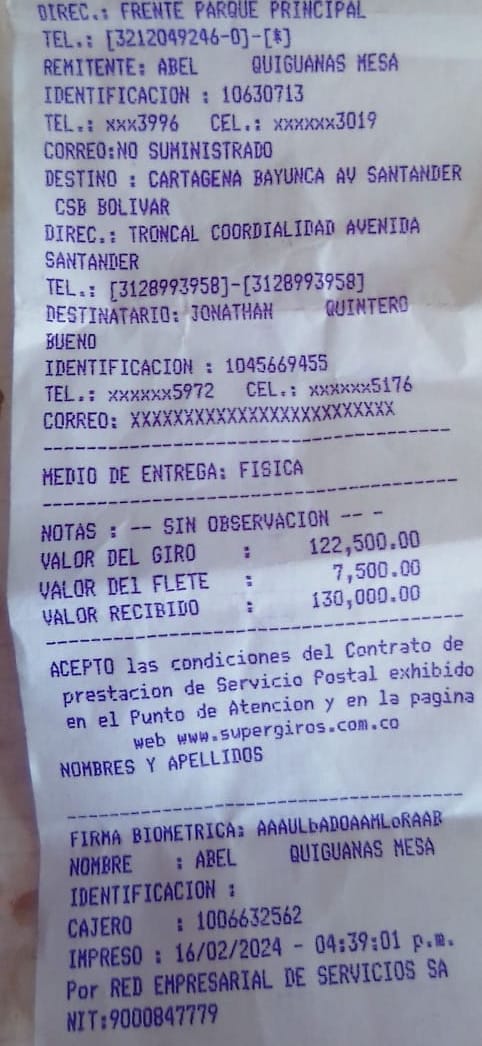 DIREC.: FRENTE PARQUE PRINCIPAL
TEL.: [3212049246-0]-[*]
REMITENTE: ABEL QUIGUANAS MESA
IDENTIFICACION : 10630713
TEL.: xxx3996 CEL.: xxxxxx3019
CORREO:NO SUMINISTRADO
DESTINO : CARTAGENA BAYUNCA AV SANTANDER
CSB BOLIVAR
DIREC.: TRONCAL COORDIALIDAD AVENIDA
SANTANDER
TEL.: [3128993958]-[3128993958]
DESTINATARIO: JONATHAN QUINTERO
BUENO
IDENTIFICACION : 1045669455
TEL.: xxxxxx5972 CEL.: xxxxxx5176
CORREO: XXXXXXXXXXXXXXXXXXXXXXXXX
----------------------------------------
MEDIO DE ENTREGA: FISICA
----------------------------------------
NOTAS : -- SIN OBSERVACION -- -
VALOR DEL GIRO : 122,500.00
VALOR DEl FLETE : 7,500.00
VALOR RECIBIDO : 130,000.00
----------------------------------------
ACEPTO las condiciones del Contrato de
prestacion de Servicio Postal exhibido
en el Punto de Atencion y en la pagina
web www.supergiros.com.co
NOMBRES Y APELLIDOS
----------------------------------------
FIRMA BIOMETRICA: AAAULbADOAAMLoRAAB
NOMBRE : ABEL QUIGUANAS MESA
IDENTIFICACION :
CAJERO : 1006632562
IMPRESO : 16/02/2024 - 04:39:01 p.m.
Por RED EMPRESARIAL DE SERVICIOS SA
NIT:9000847779